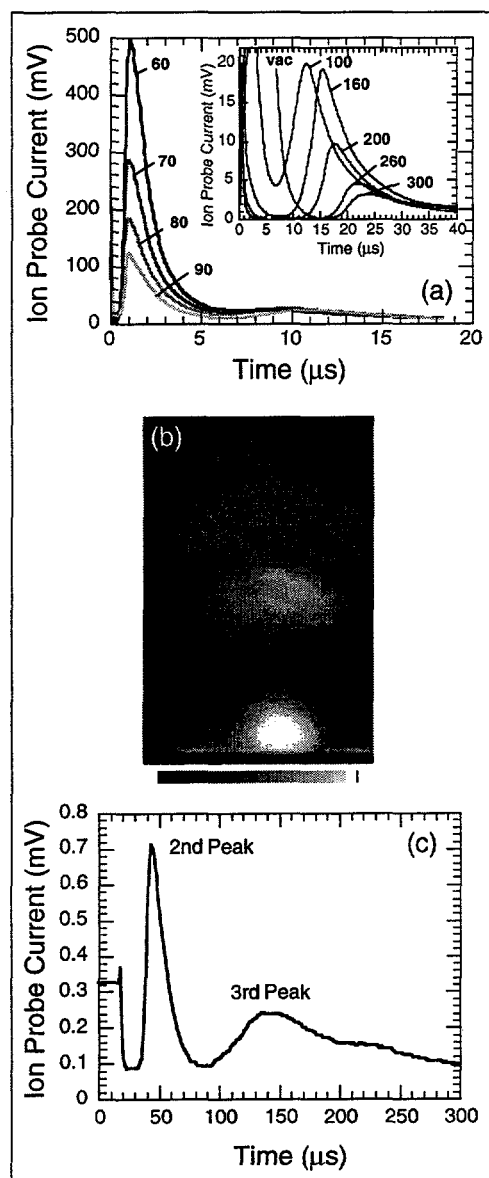 500
400
300
200
100
0
Ion Probe Current (mV)
60
70
80
90
20
15
10
5
0
Ion Probe Current (mV)
vac
100
160
200
260
300
0 5 10 15 20 25 30 35 40
Time (μs)
(a)
0 5 10 15 20
Time (μs)
(b)
0.8
0.7
0.6
0.5
0.4
0.3
0.2
0.1
0
Ion Probe Current (mV)
(c)
2nd Peak
3rd Peak
0 50 100 150 200 250 300
Time (μs)